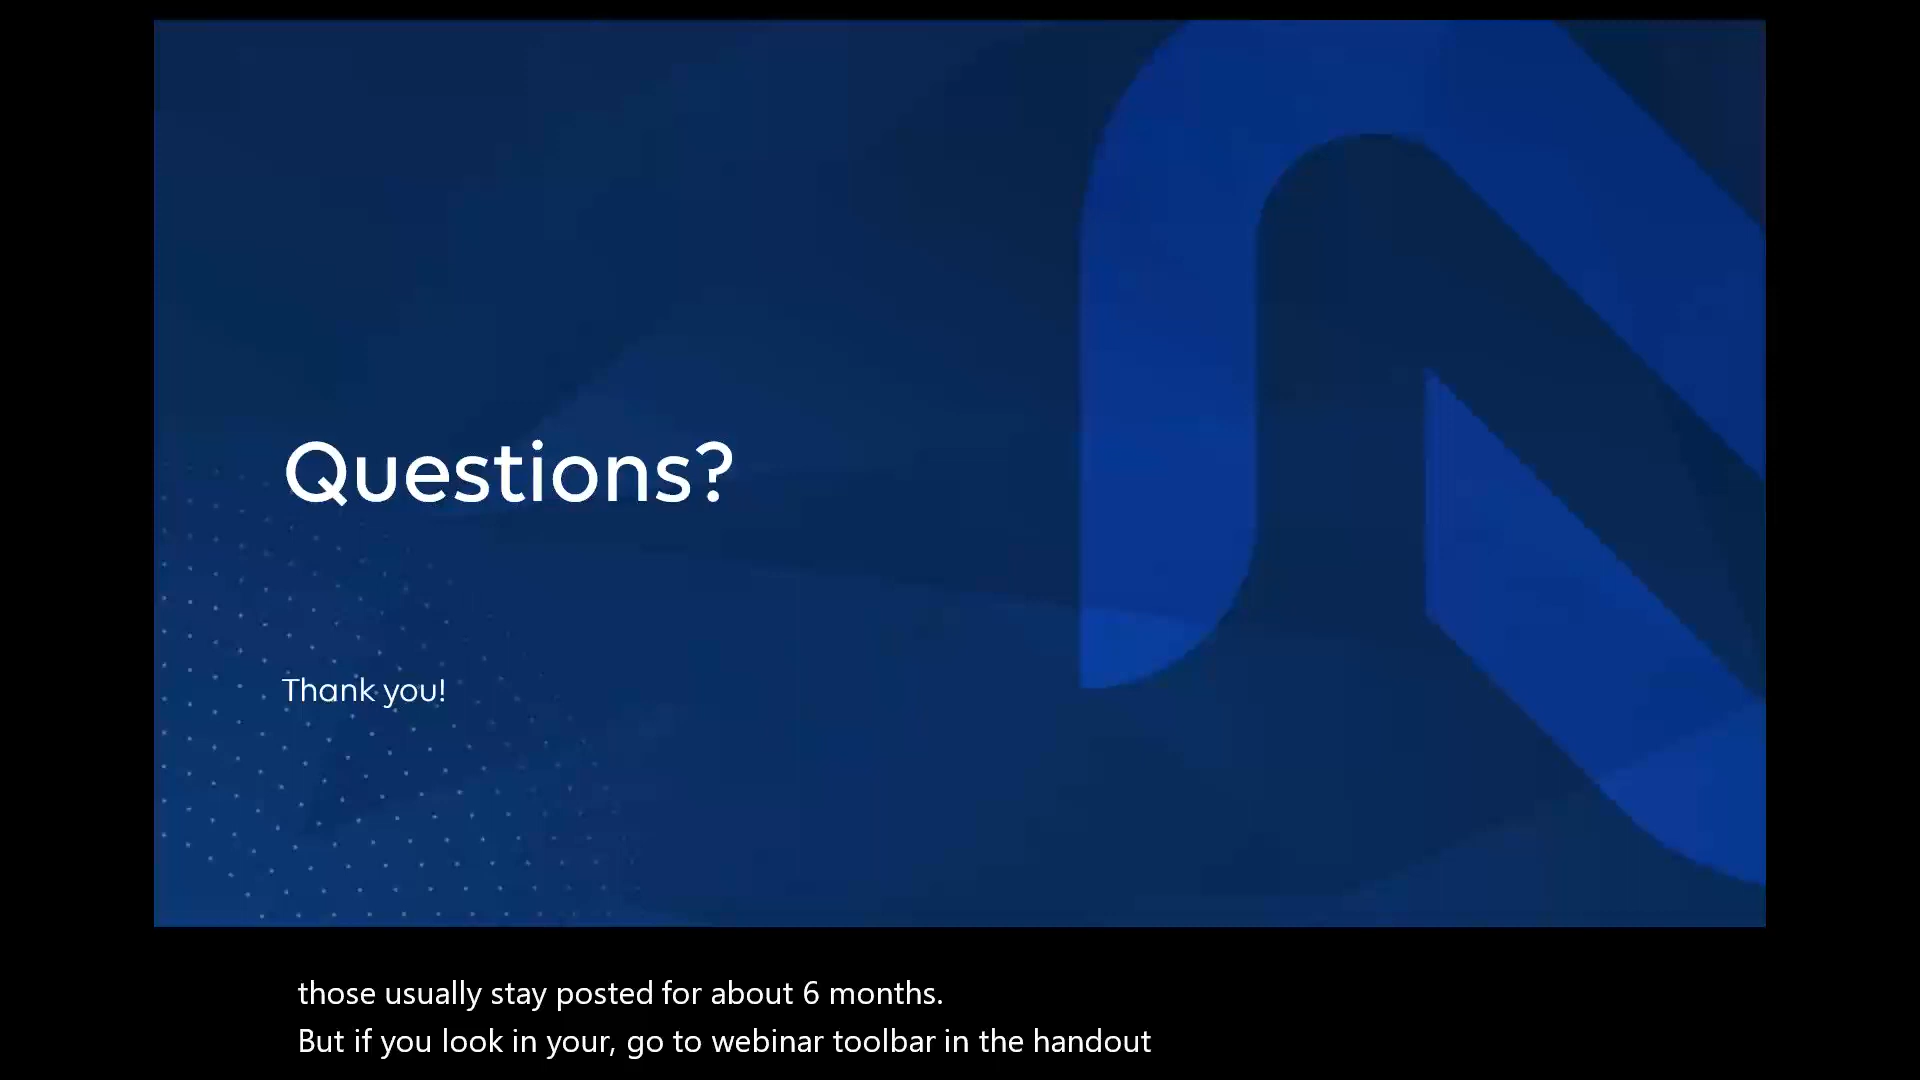 Questions?
Thank you!
those usually stay posted for about 6 months.
But if you look in your, go to webinar toolbar in the handout